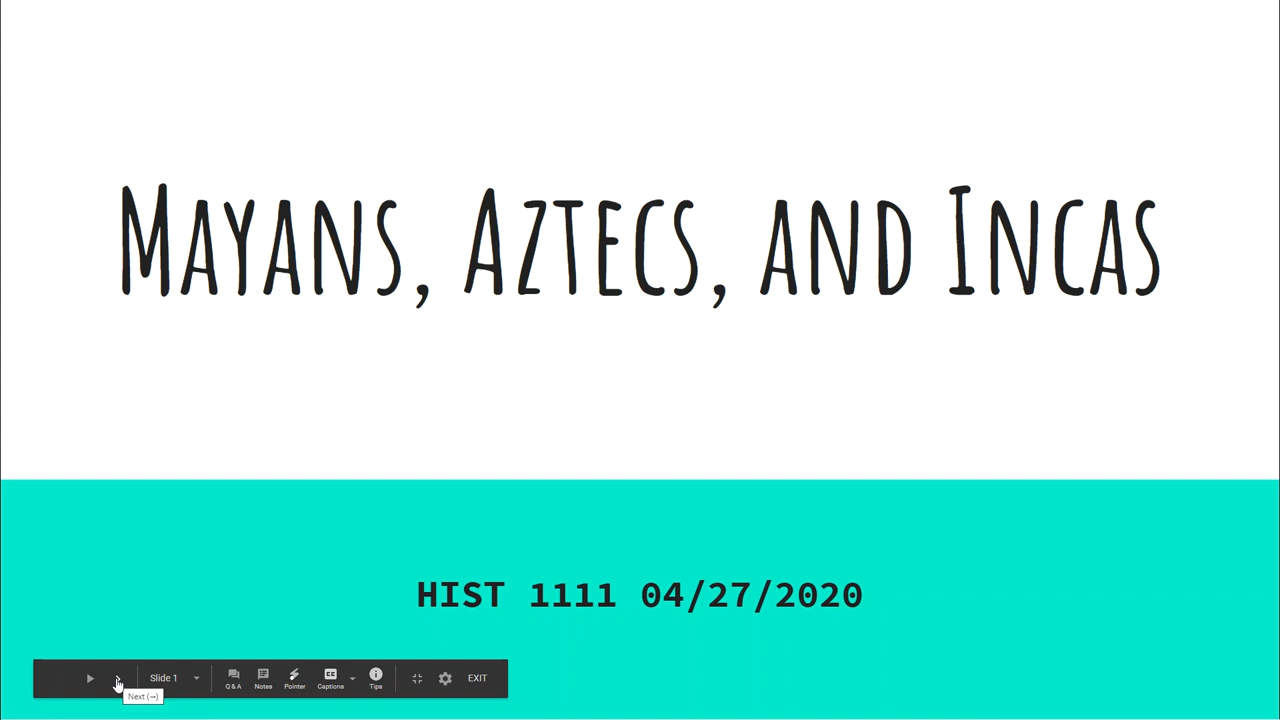 Mayans, Aztecs, and Incas
HIST 1111 04/27/2020
Slide 1
Q & A Notes Pointer Captions Tips EXIT
Next (→)